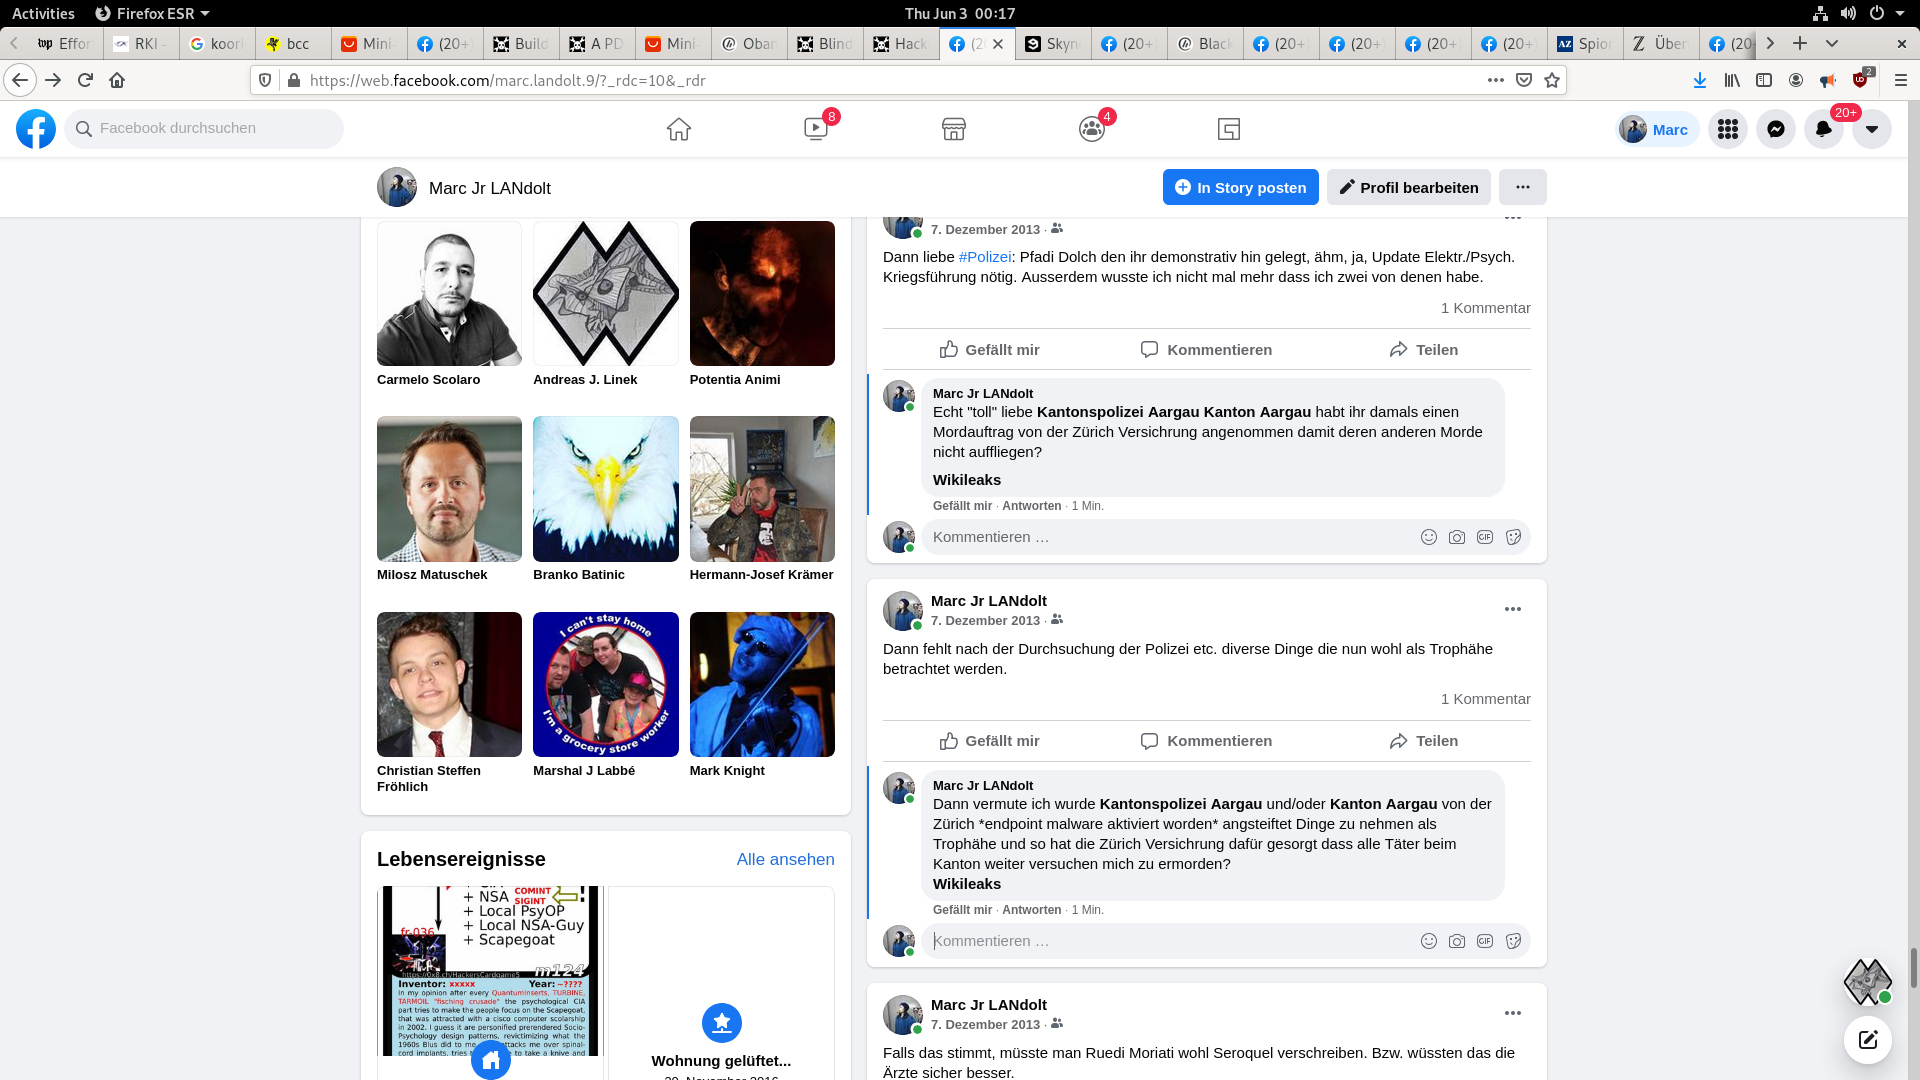 Activities
Firefox ESR
Thu Jun 3 00:17
Effor
RKI -
koori
bcc
Mini-
(20+
Build
A PD
Mini-
Obam
Blind
Hack
(2
Skyn
(20+
Black
(20+
(20+
(20+
(20+
AZ Spior
Z Über
(20+
https://web.facebook.com/marc.landolt.9/?_rdc=10&_rdr
2
Facebook durchsuchen
8
4
Marc
20+
Marc Jr LANdolt
In Story posten
Profil bearbeiten
Carmelo Scolaro
Andreas J. Linek
Potentia Animi
Milosz Matuschek
Branko Batinic
Hermann-Josef Krämer
I can't stay home
I'm a grocery store worker
Christian Steffen Fröhlich
Marshal J Labbé
Mark Knight
Lebensereignisse
Alle ansehen
+ NSA COMINT
SIGINT
!
+ Local PsyOP
+ Local NSA-Guy
+ Scapegoat
fr-036
https://0x8.ch/HackersCardgame5
m124
Inventor: xxxxx Year: ~????
In my opinion after every Quantuminserts, TURBINE,
TARMOIL "fisching crusade" the psychological CIA
part tries to make the people focus on the Scapegoat,
that was attracted with a cisco computer scolarship
in 2002. I guess it are personified prerendered Socio-
Psychology design patterns, revictimizing what the
1960s Blus did to me
attacks me over spinal-
cord implants, tries
to take a knive and
Wohnung gelüftet...
7. Dezember 2013 ·
Dann liebe #Polizei: Pfadi Dolch den ihr demonstrativ hin gelegt, ähm, ja, Update Elektr./Psych.
Kriegsführung nötig. Ausserdem wusste ich nicht mal mehr dass ich zwei von denen habe.
1 Kommentar
Gefällt mir
Kommentieren
Teilen
Marc Jr LANdolt
Echt "toll" liebe Kantonspolizei Aargau Kanton Aargau habt ihr damals einen
Mordauftrag von der Zürich Versichrung angenommen damit deren anderen Morde
nicht auffliegen?
Wikileaks
Gefällt mir · Antworten · 1 Min.
Kommentieren …
Marc Jr LANdolt
7. Dezember 2013 ·
Dann fehlt nach der Durchsuchung der Polizei etc. diverse Dinge die nun wohl als Trophähe
betrachtet werden.
1 Kommentar
Gefällt mir
Kommentieren
Teilen
Marc Jr LANdolt
Dann vermute ich wurde Kantonspolizei Aargau und/oder Kanton Aargau von der
Zürich *endpoint malware aktiviert worden* angsteiftet Dinge zu nehmen als
Trophähe und so hat die Zürich Versichrung dafür gesorgt dass alle Täter beim
Kanton weiter versuchen mich zu ermorden?
Wikileaks
Gefällt mir · Antworten · 1 Min.
Kommentieren …
Marc Jr LANdolt
7. Dezember 2013 ·
Falls das stimmt, müsste man Ruedi Moriati wohl Seroquel verschreiben. Bzw. wüssten das die
Ärzte sicher besser.